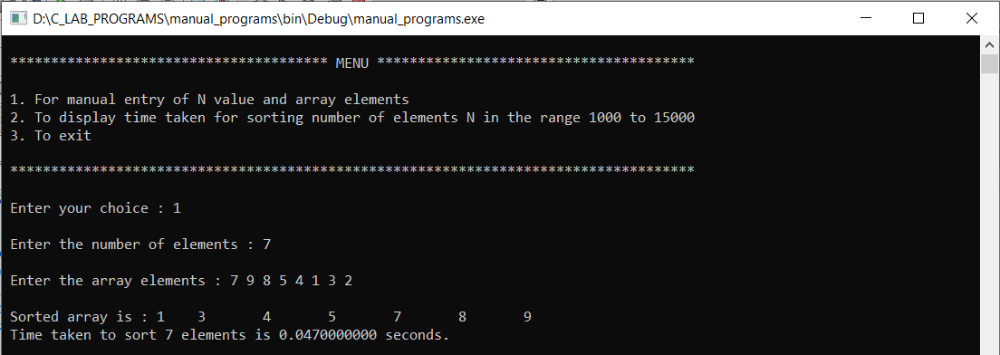 D:\C_LAB_PROGRAMS\manual_programs\bin\Debug\manual_programs.exe
*************************************** MENU ***************************************
1. For manual entry of N value and array elements
2. To display time taken for sorting number of elements N in the range 1000 to 15000
3. To exit
************************************************************************************
Enter your choice : 1
Enter the number of elements : 7
Enter the array elements : 7 9 8 5 4 1 3 2
Sorted array is : 1    3       4       5       7       8       9
Time taken to sort 7 elements is 0.0470000000 seconds.